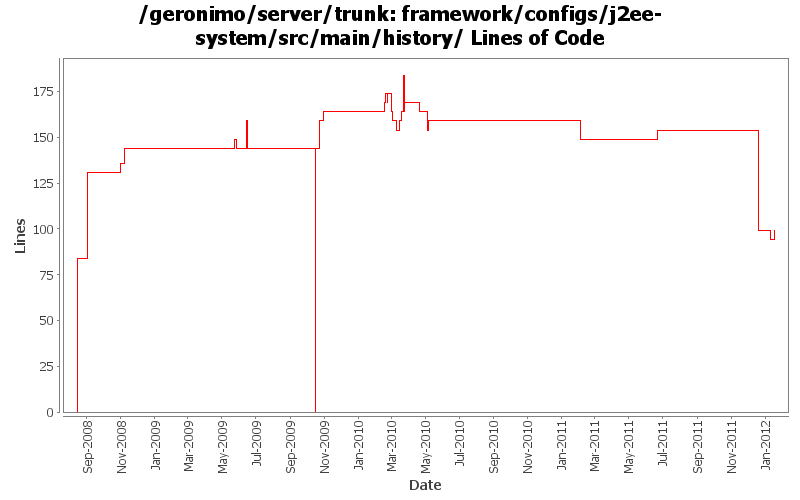 /geronimo/server/trunk: framework/configs/j2ee-
system/src/main/history/ Lines of Code
Lines
175
150
125
100
75
50
25
0
Sep-2008
Nov-2008
Jan-2009
Mar-2009
May-2009
Jul-2009
Sep-2009
Nov-2009
Jan-2010
Mar-2010
May-2010
Jul-2010
Sep-2010
Nov-2010
Jan-2011
Mar-2011
May-2011
Jul-2011
Sep-2011
Nov-2011
Jan-2012
Date